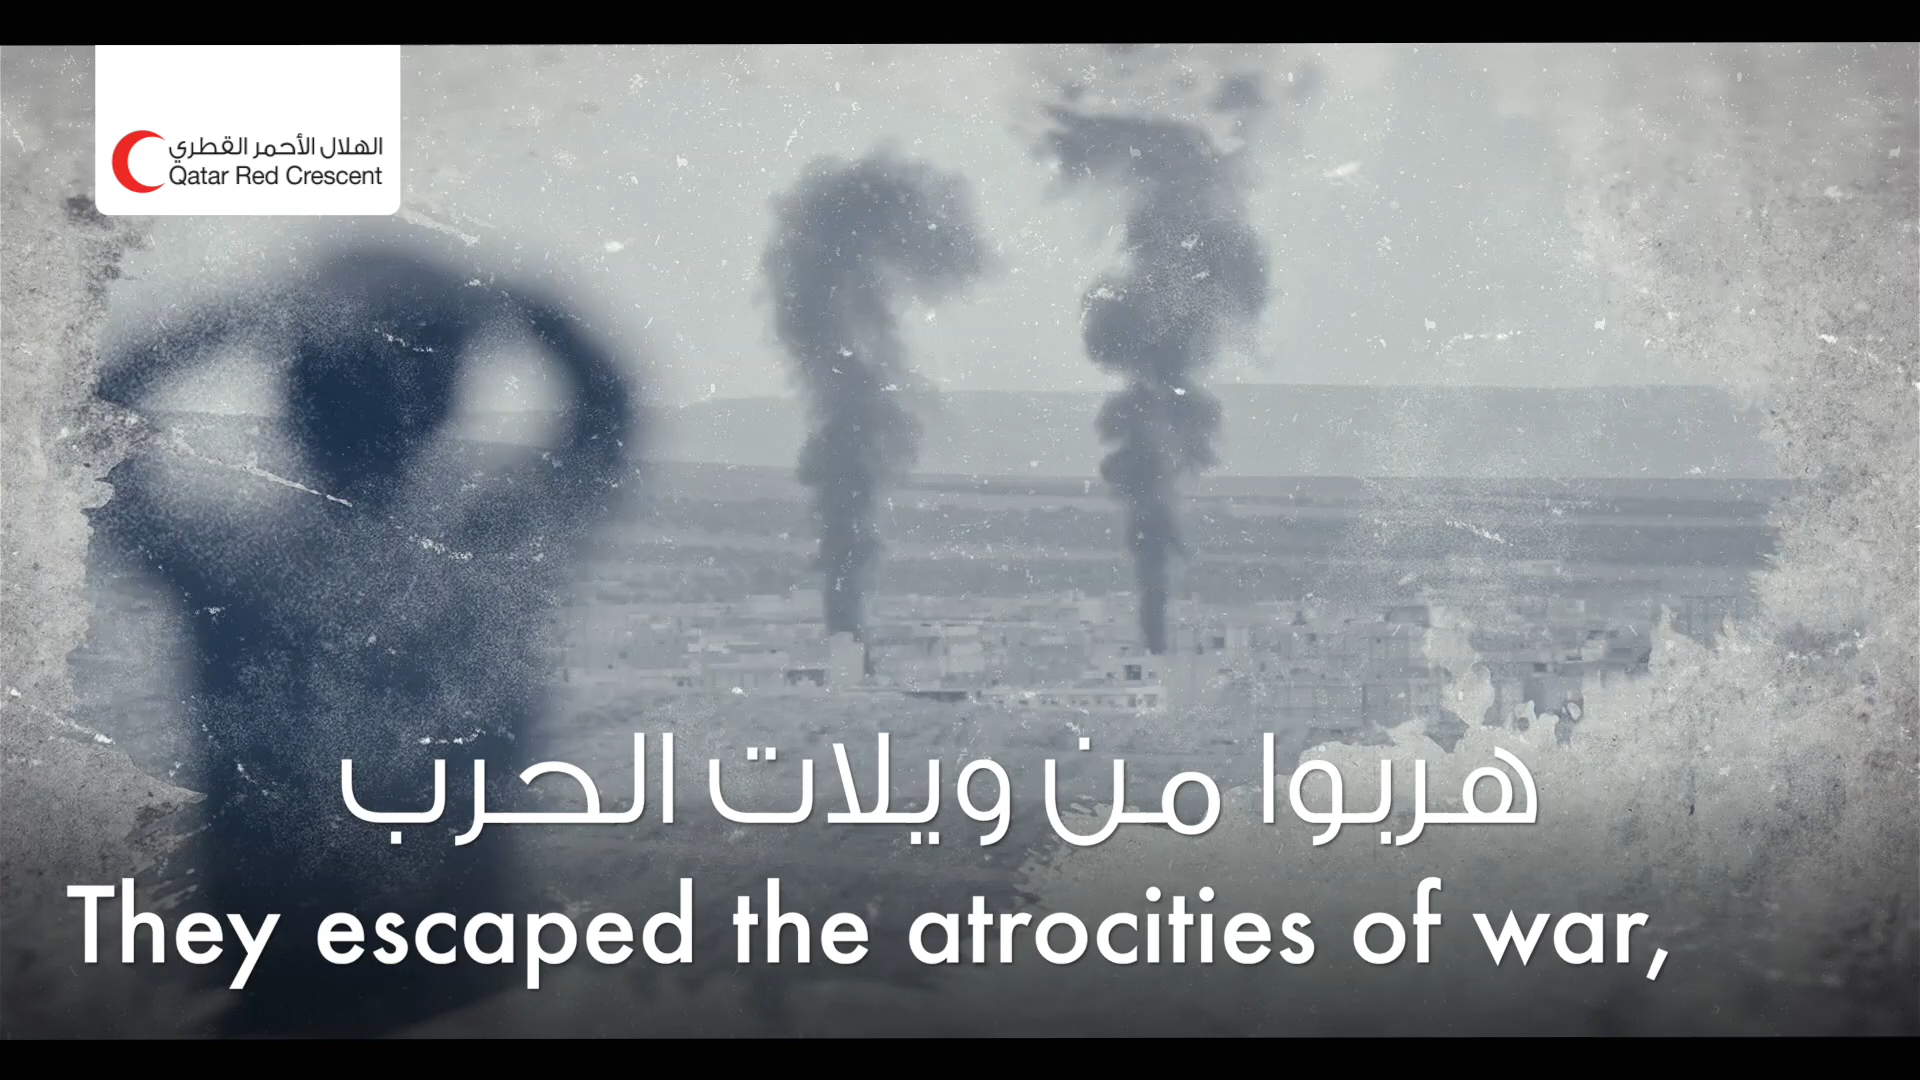 الهلال الأحمر القطري
Qatar Red Crescent
هربوا من ويلات الحرب
They escaped the atrocities of war,